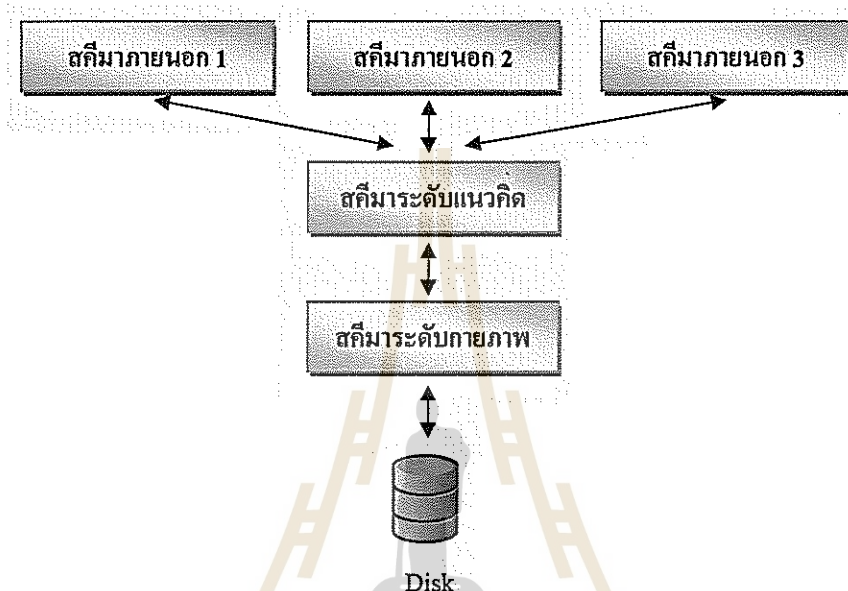 สคีมาภายนอก 1 สคีมาภายนอก 2 สคีมาภายนอก 3
สคีมาระดับแนวคิด
สคีมาระดับกายภาพ
Disk